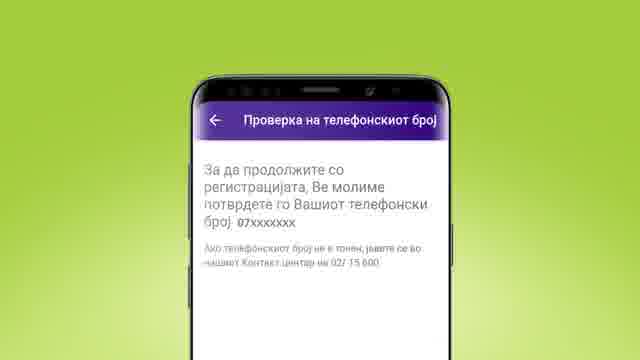 Проверка на телефонскиот број
За да продолжите со
регистрацијата, Ве молиме
потврдете го Вашиот телефонски
број 07xxxxxxx
Ако телефонскиот број не е точен, јавете се во
нашиот Контакт центар на 02/ 15 600